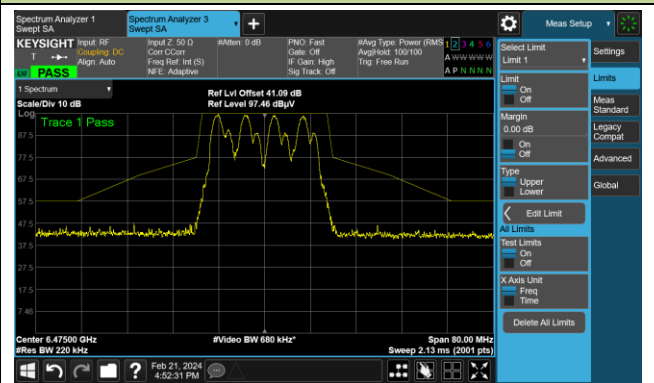 Spectrum Analyzer 1
Swept SA
Spectrum Analyzer 3
Swept SA
Meas Setup
KEYSIGHT
T
PASS
Input: RF
Coupling: DC
Align: Auto
Input Z: 50 Ω
Corr CCorr
Freq Ref: Int (S)
NFE: Adaptive
#Atten: 0 dB
PNO: Fast
Gate: Off
IF Gain: High
Sig Track: Off
#Avg Type: Power (RMS
Avg|Hold: 100/100
Trig: Free Run
1 2 3 4 5 6
A W W W W W
A P N N N N
1 Spectrum
Scale/Div 10 dB
Ref Lvl Offset 41.09 dB
Ref Level 97.46 dBµV
Log
Trace 1 Pass
87.5
77.5
67.5
57.5
47.5
37.5
27.5
17.5
7.46
Center 6.47500 GHz
#Res BW 220 kHz
#Video BW 680 kHz*
Span 80.00 MHz
Sweep 2.13 ms (2001 pts)
Feb 21, 2024
4:52:31 PM
Select Limit
Limit 1
Limit
On
Off
Margin
0.00 dB
On
Off
Type
Upper
Lower
Edit Limit
All Limits
Test Limits
On
Off
X Axis Unit
Freq
Time
Delete All Limits
Settings
Limits
Meas
Standard
Legacy
Compat
Advanced
Global